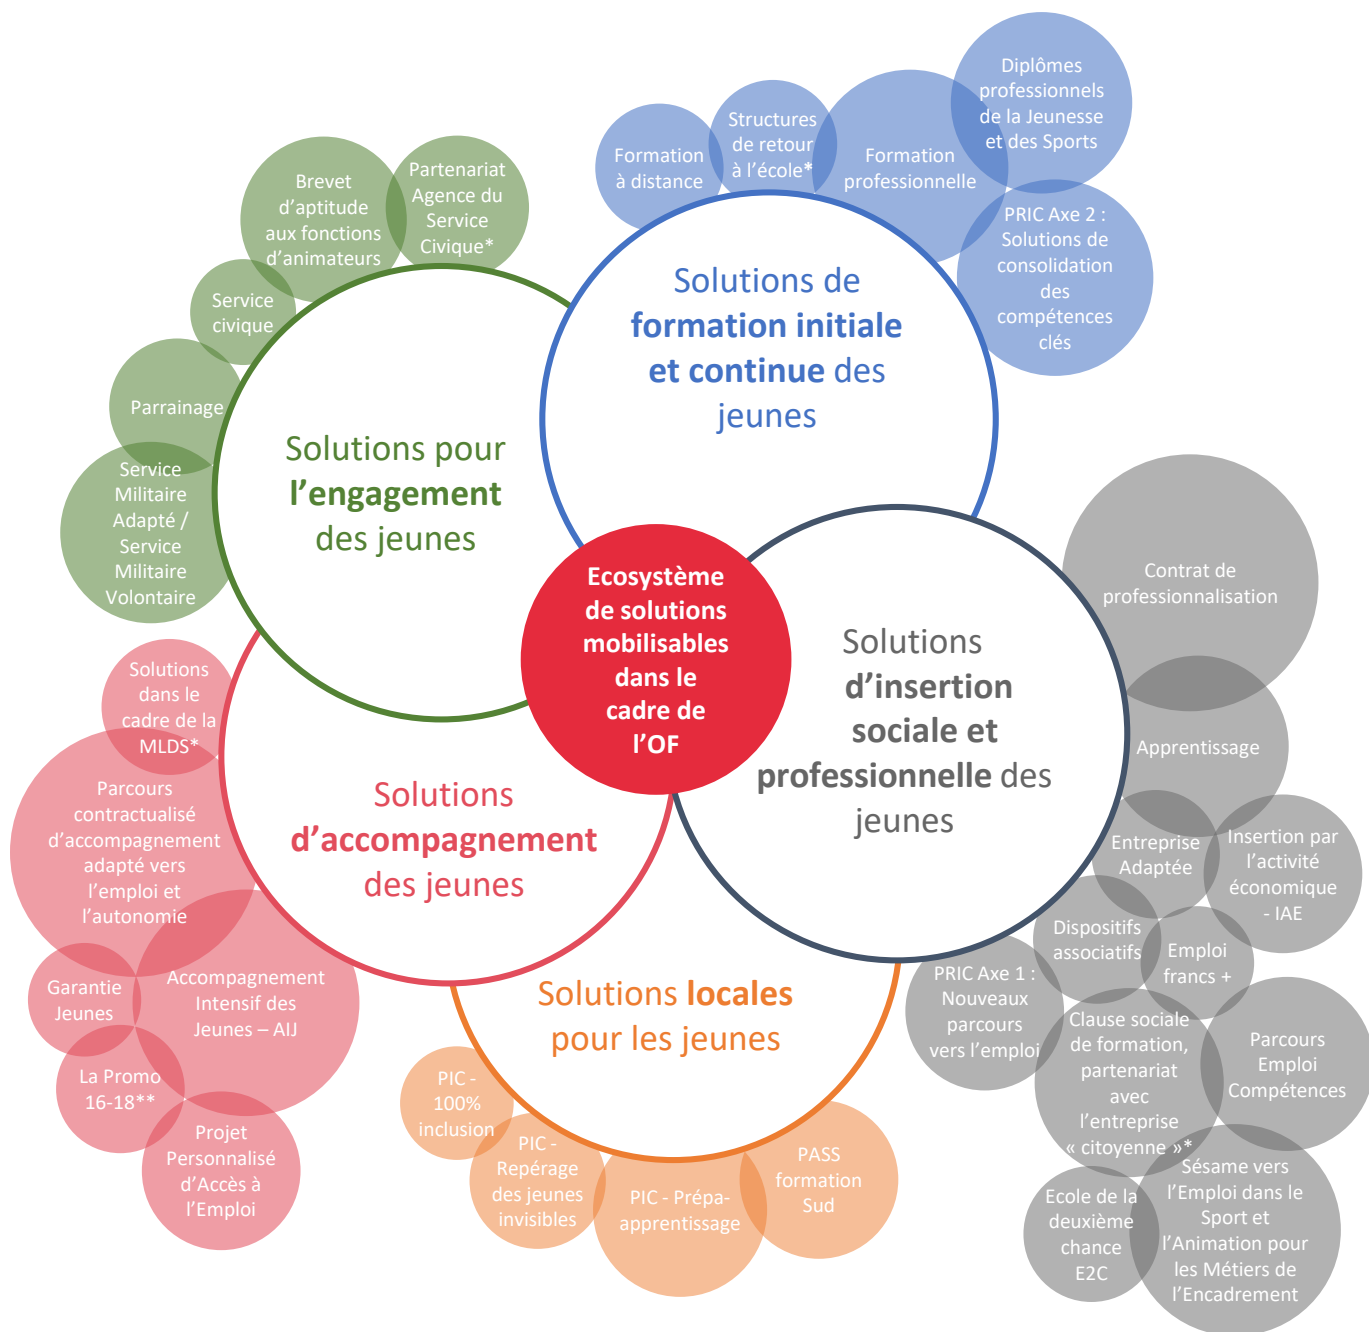 Diplômes
professionnels
de la Jeunesse
et des Sports
Structures
de retour
à l’école*
Formation
à distance
Formation
professionnelle
PRIC Axe 2 :
Solutions de
consolidation
des
compétences
clés
Solutions de
formation initiale
et continue des
jeunes
Partenariat
Agence du
Service
Civique*
Brevet
d’aptitude
aux fonctions
d’animateurs
Service
civique
Parrainage
Service
Militaire
Adapté /
Service
Militaire
Volontaire
Solutions pour
l’engagement
des jeunes
Ecosystème
de solutions
mobilisables
dans le
cadre de
l’OF
Contrat de
professionnalisation
Solutions
d’insertion
sociale et
professionnelle des
jeunes
Apprentissage
Entreprise
Adaptée
Insertion par
l’activité
économique
- IAE
Dispositifs
associatifs
Emploi
francs +
PRIC Axe 1 :
Nouveaux
parcours
vers l’emploi
Clause sociale
de formation,
partenariat
avec
l’entreprise
« citoyenne »*
Parcours
Emploi
Compétences
Ecole de la
deuxième
chance
E2C
Sésame vers
l’Emploi dans le
Sport et
l’Animation pour
les Métiers de
l’Encadrement
Solutions
dans le
cadre de la
MLDS*
Parcours
contractualisé
d’accompagnement
adapté vers
l’emploi et
l’autonomie
Solutions
d’accompagnement
des jeunes
Garantie
Jeunes
Accompagnement
Intensif des
Jeunes – AIJ
La Promo
16-18**
Projet
Personnalisé
d’Accès à
l’Emploi
Solutions locales
pour les jeunes
PIC -
100%
inclusion
PIC -
Repérage
des jeunes
invisibles
PIC - Prépa-
apprentissage
PASS
formation
Sud